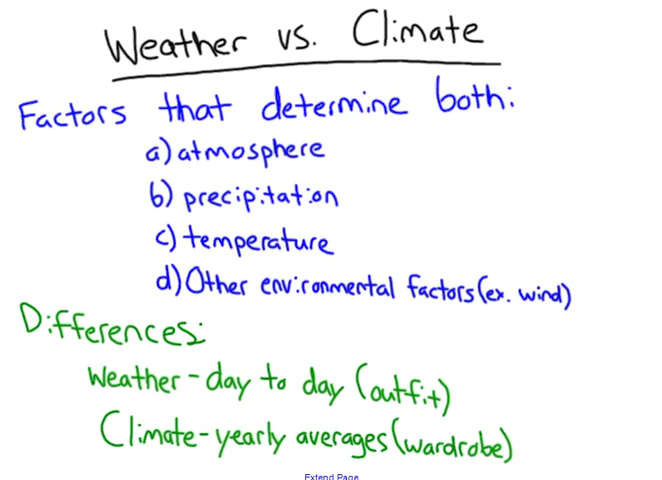 Weather vs. Climate
Factors that determine both:
a) atmosphere
b) precipitation
c) temperature
d) Other environmental factors (ex. wind)
Differences:
Weather - day to day (outfit)
Climate - yearly averages (wardrobe)
Extend Page